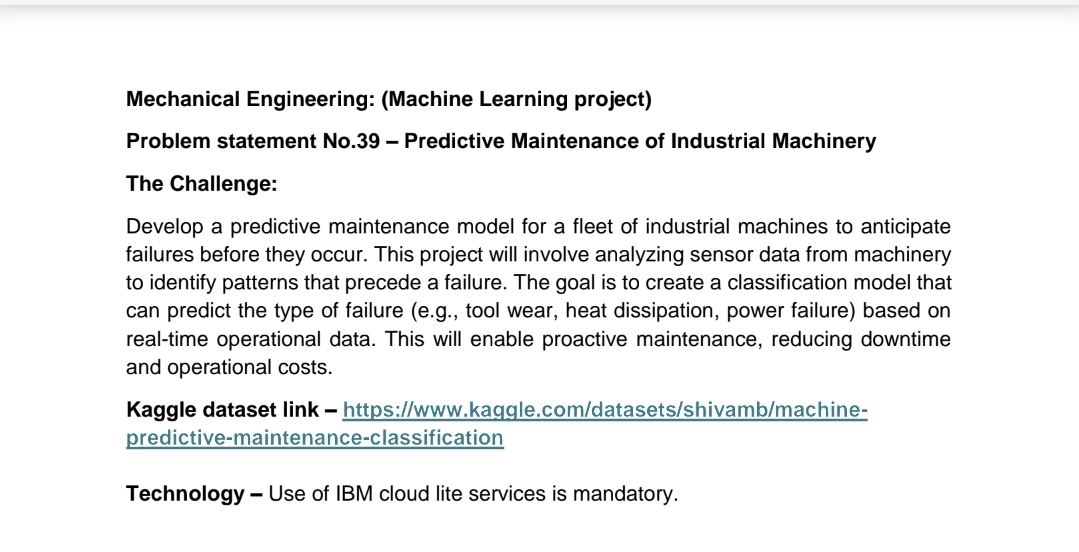 Mechanical Engineering: (Machine Learning project)
Problem statement No.39 – Predictive Maintenance of Industrial Machinery
The Challenge:
Develop a predictive maintenance model for a fleet of industrial machines to anticipate
failures before they occur. This project will involve analyzing sensor data from machinery
to identify patterns that precede a failure. The goal is to create a classification model that
can predict the type of failure (e.g., tool wear, heat dissipation, power failure) based on
real-time operational data. This will enable proactive maintenance, reducing downtime
and operational costs.
Kaggle dataset link – https://www.kaggle.com/datasets/shivamb/machine-
predictive-maintenance-classification
Technology – Use of IBM cloud lite services is mandatory.